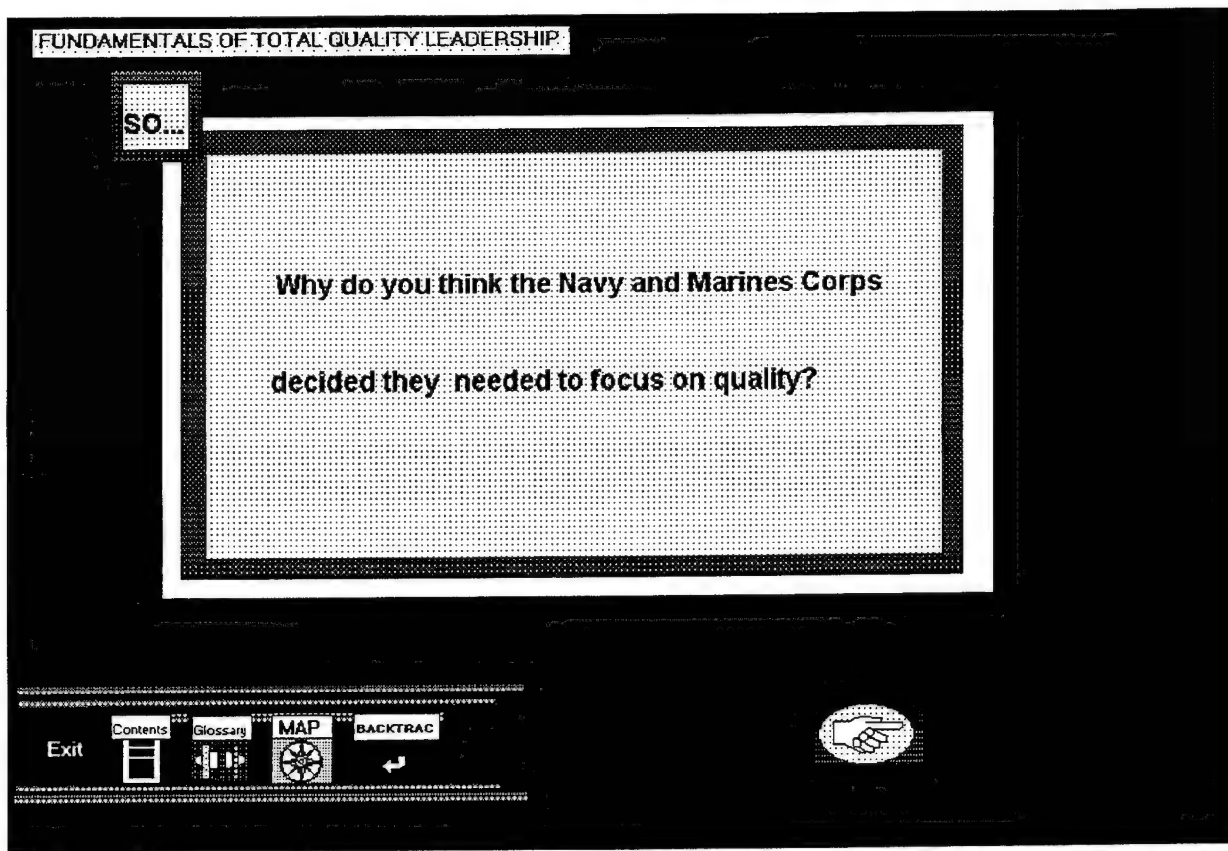 FUNDAMENTALS OF TOTAL QUALITY LEADERSHIP
SO...
Why do you think the Navy and Marines Corps
decided they needed to focus on quality?
Exit
Contents
Glossary
MAP
BACKTRAC